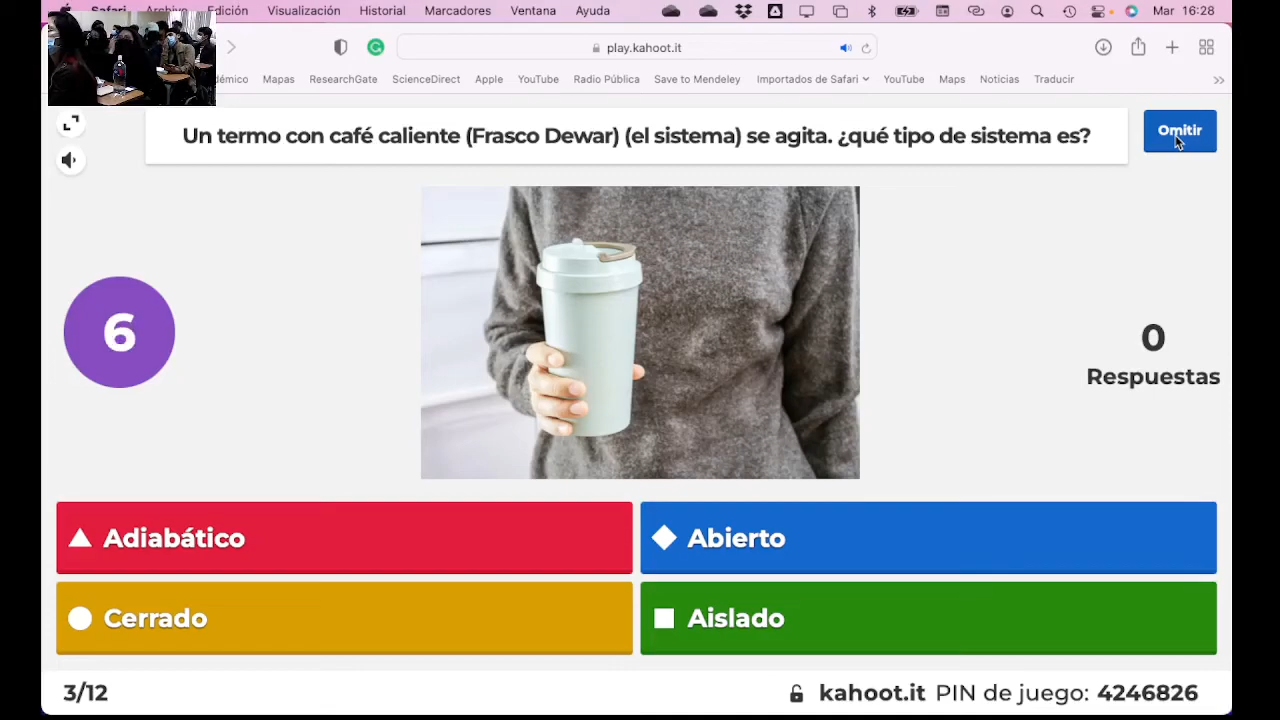 Safari Archivo Edición Visualización Historial Marcadores Ventana Ayuda Mar 16:28
play.kahoot.it
démico Mapas ResearchGate ScienceDirect Apple YouTube Radio Pública Save to Mendeley Importados de Safari YouTube Maps Noticias Traducir
Un termo con café caliente (Frasco Dewar) (el sistema) se agita. ¿qué tipo de sistema es?
Omitir
6
0
Respuestas
Adiabático
Abierto
Cerrado
Aislado
3/12
kahoot.it PIN de juego: 4246826